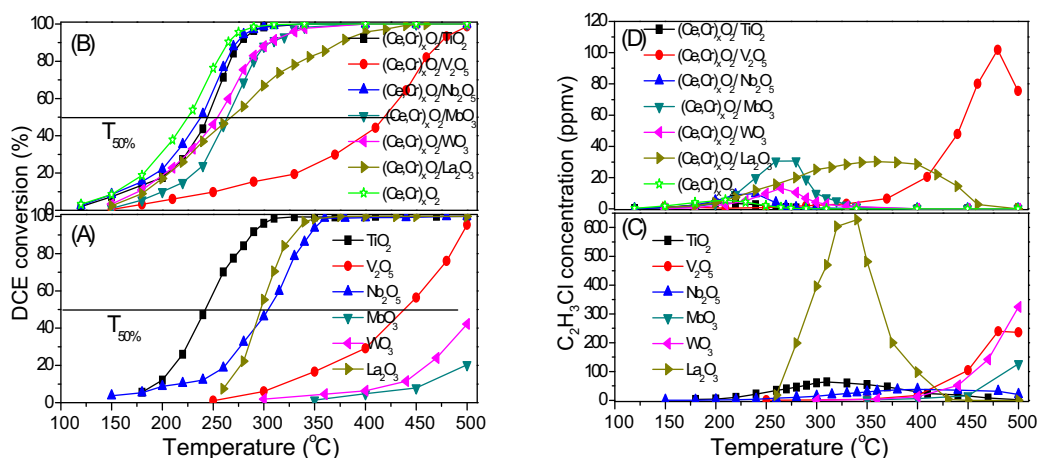 (B)
100
80
60
40
20
0
T50%
(Ce,Cr)xO2/TiO2
(Ce,Cr)xO2/V2O5
(Ce,Cr)xO2/Nb2O5
(Ce,Cr)xO2/MoO3
(Ce,Cr)xO2/WO3
(Ce,Cr)xO2/La2O3
(Ce,Cr)xO2
DCE conversion (%)
(A)
100
80
60
40
20
0
T50%
TiO2
V2O5
Nb2O5
MoO3
WO3
La2O3
100 150 200 250 300 350 400 450 500
Temperature (°C)
(D)
120
100
80
60
40
20
0
(Ce,Cr)xO2/TiO2
(Ce,Cr)xO2/V2O5
(Ce,Cr)xO2/Nb2O5
(Ce,Cr)xO2/MoO3
(Ce,Cr)xO2/WO3
(Ce,Cr)xO2/La2O3
(Ce,Cr)xO2
C2H3Cl concentration (ppmv)
(C)
600
500
400
300
200
100
0
TiO2
V2O5
Nb2O5
MoO3
WO3
La2O3
100 150 200 250 300 350 400 450 500
Temperature (°C)